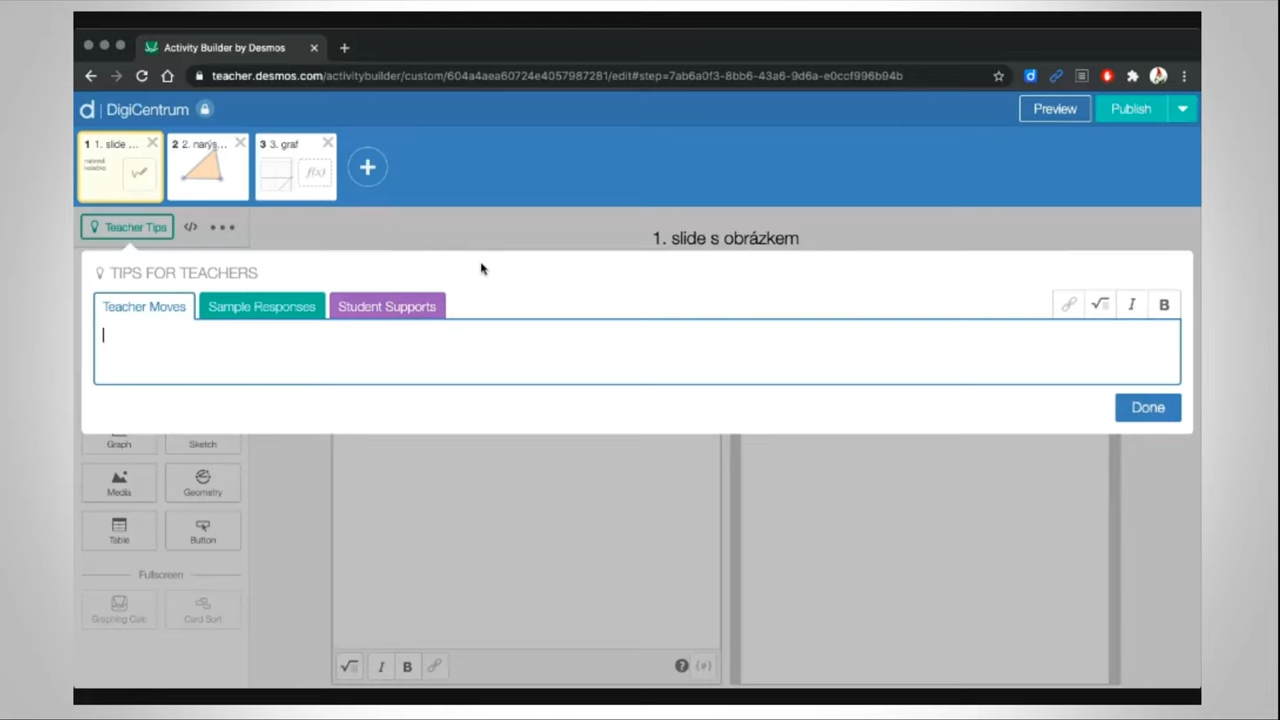 Activity Builder by Desmos
teacher.desmos.com/activitybuilder/custom/604a4aea60724e4057987281/edit#step=7ab6a0f3-8bb6-43a6-9d6a-e0ccf996b94b
d | DigiCentrum
Preview
Publish
1 1. slide ...
2 2. narýs...
3 3. graf
f(x)
Teacher Tips
1. slide s obrázkem
TIPS FOR TEACHERS
Teacher Moves
Sample Responses
Student Supports
I
B
Done
Graph
Sketch
Media
Geometry
Table
Button
Fullscreen
Graphing Calc
Card Sort
I
B